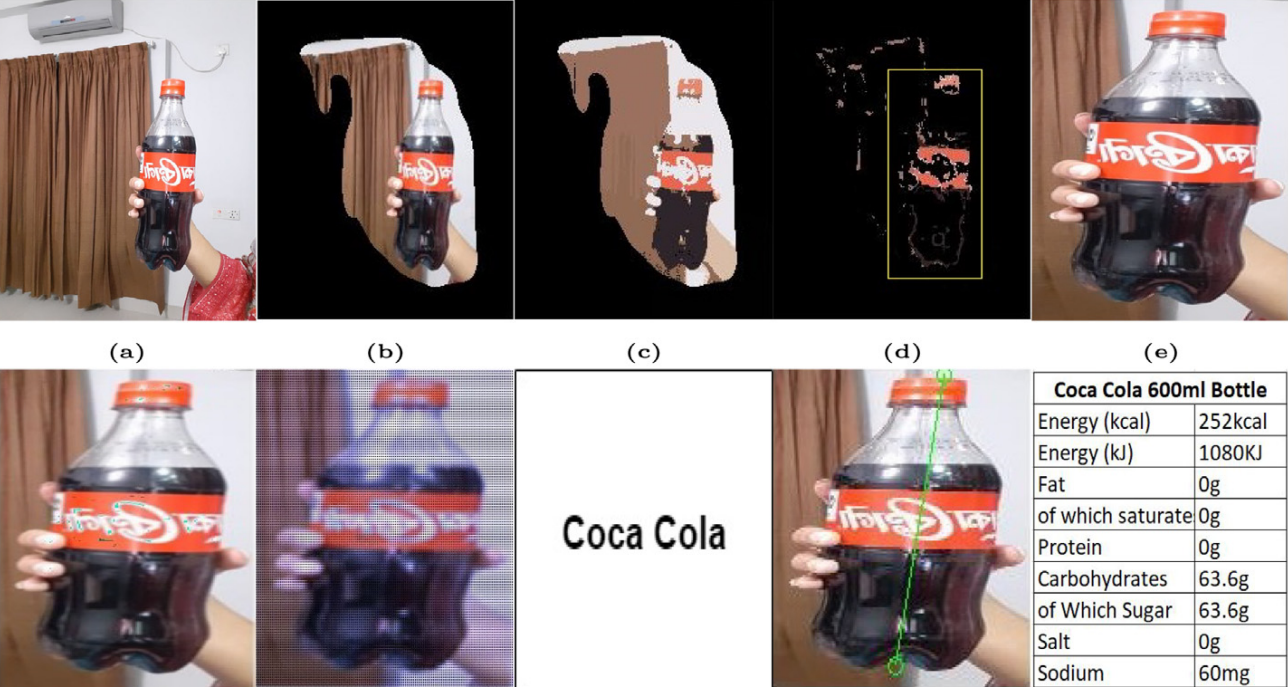 (a) (b) (c) (d) (e)
Coca Cola
Coca Cola 600ml Bottle
Energy (kcal) 252kcal
Energy (kJ) 1080KJ
Fat 0g
of which saturate 0g
Protein 0g
Carbohydrates 63.6g
of Which Sugar 63.6g
Salt 0g
Sodium 60mg